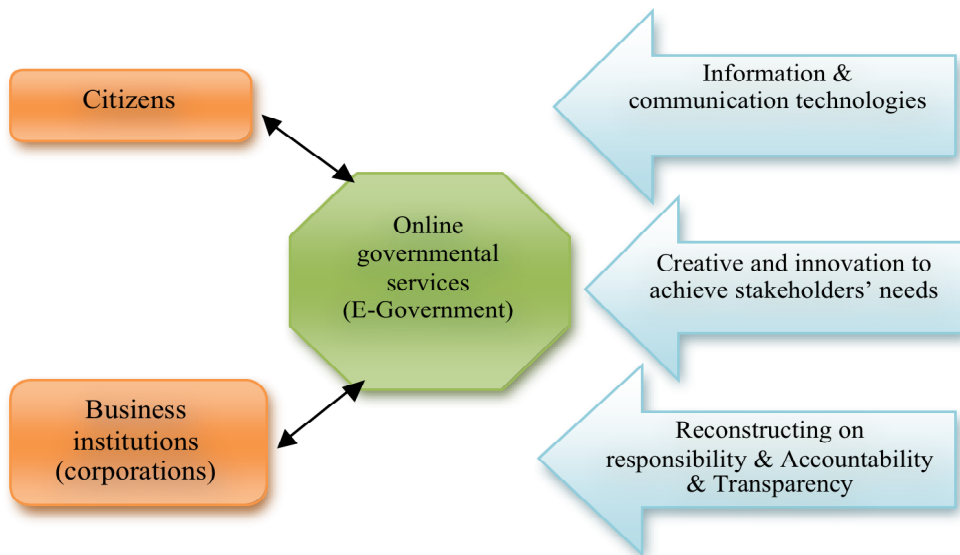 Citizens
Business
institutions
(corporations)
Online
governmental
services
(E-Government)
Information &
communication technologies
Creative and innovation to
achieve stakeholders' needs
Reconstructing on
responsibility & Accountability
& Transparency